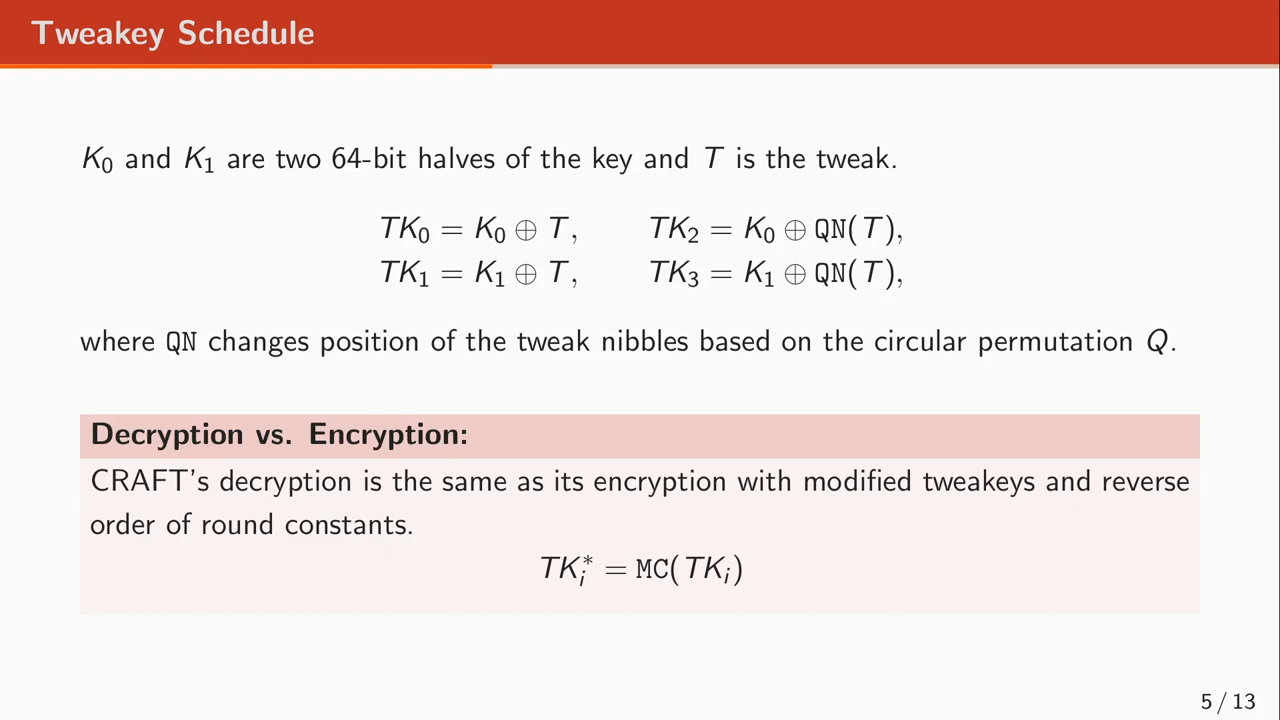 Tweakey Schedule
K₀ and K₁ are two 64-bit halves of the key and T is the tweak.
TK₀ = K₀ ⊕ T, TK₂ = K₀ ⊕ QN(T),
TK₁ = K₁ ⊕ T, TK₃ = K₁ ⊕ QN(T),
where QN changes position of the tweak nibbles based on the circular permutation Q.
Decryption vs. Encryption:
CRAFT's decryption is the same as its encryption with modified tweakeys and reverse
order of round constants.
TKᵢ* = MC(TKᵢ)
5 / 13